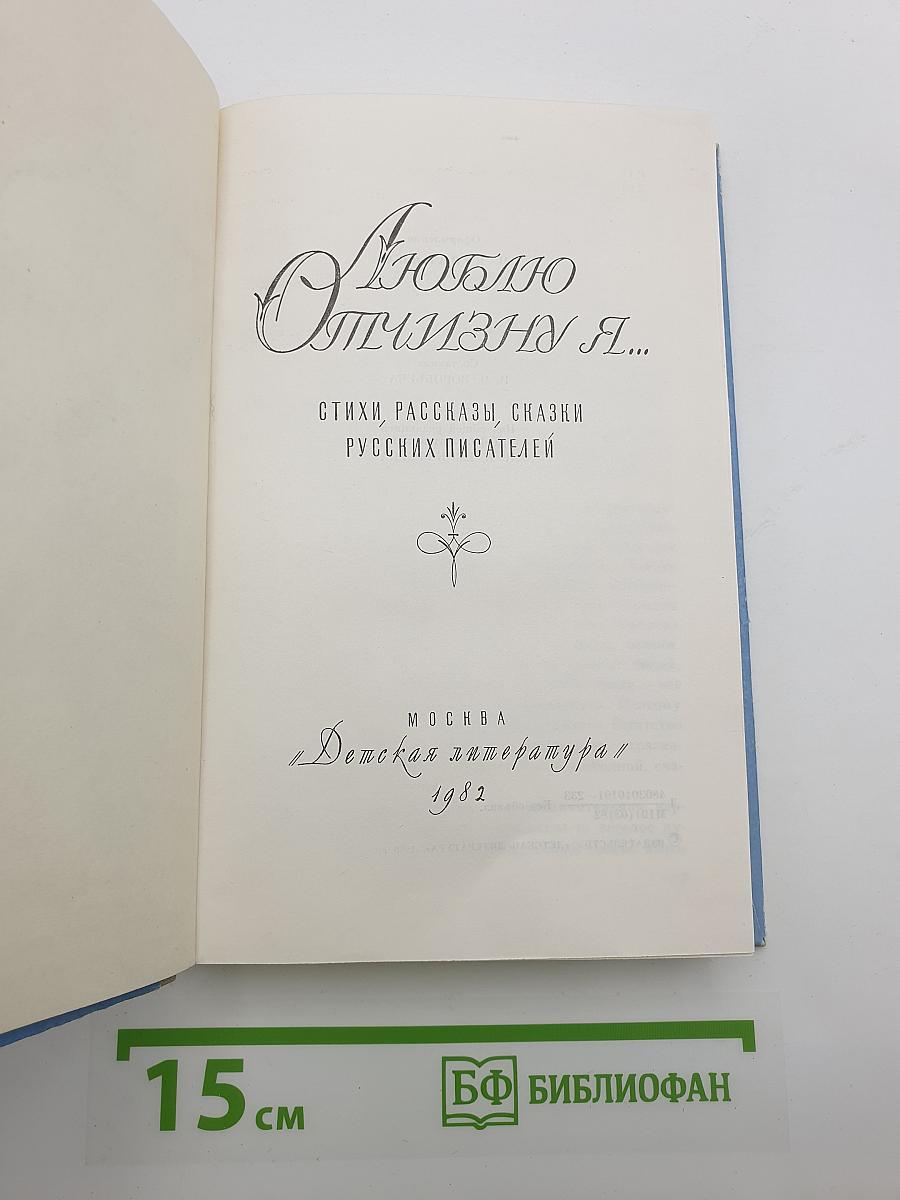 Люблю
Отчизну я...
СТИХИ, РАССКАЗЫ, СКАЗКИ
РУССКИХ ПИСАТЕЛЕЙ
МОСКВА
"Детская литература"
1982
15 см
БФ БИБЛИОФАН